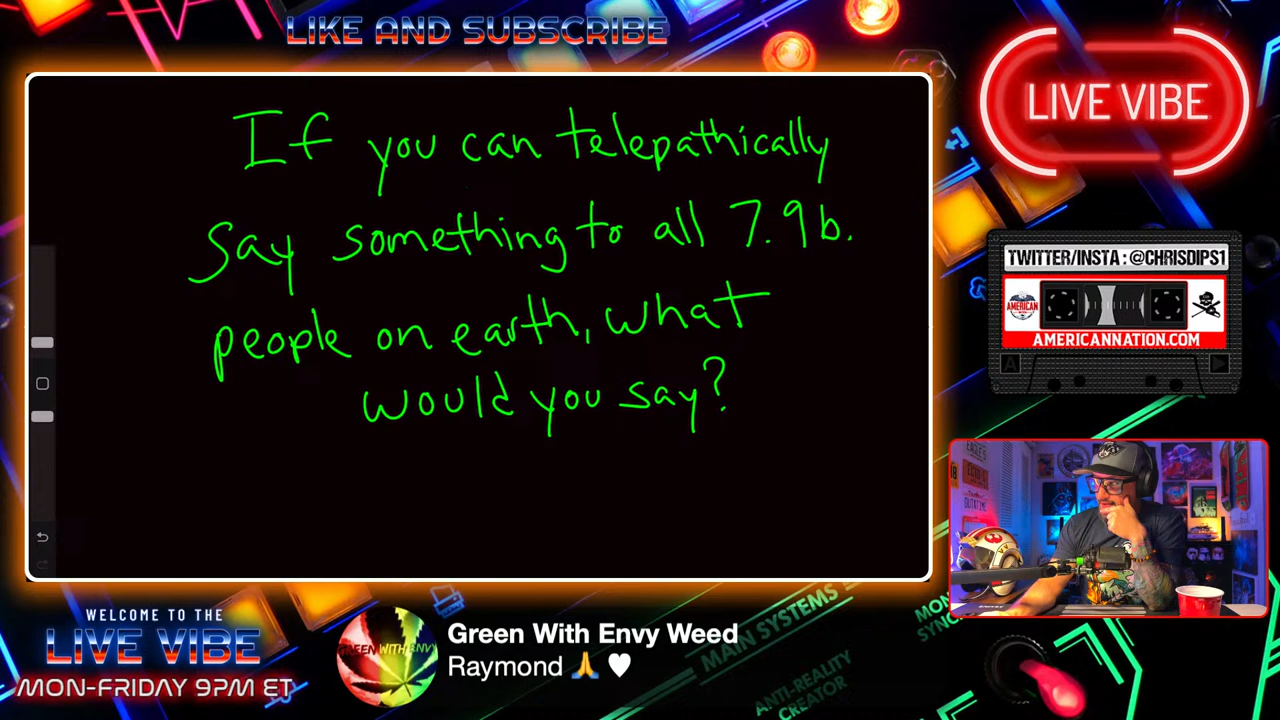 LIKE AND SUBSCRIBE
If you can telepathically
say something to all 7.9b.
people on earth, what
would you say?
LIVE VIBE
TWITTER/INSTA : @CHRISDIPS1
AMERICAN
AMERICANNATION.COM
A
WELCOME TO THE
LIVE VIBE
MON-FRIDAY 9PM ET
GREEN WITH ENVY
Green With Envy Weed
Raymond 🙏 🤍
MAIN SYSTEMS
ANTI-REALITY
CREATOR